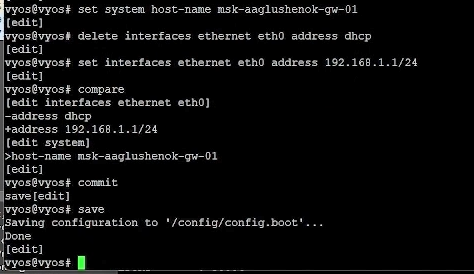 vyos@vyos# set system host-name msk-aaglushenok-gw-01
[edit]
vyos@vyos# delete interfaces ethernet eth0 address dhcp
[edit]
vyos@vyos# set interfaces ethernet eth0 address 192.168.1.1/24
[edit]
vyos@vyos# compare
[edit interfaces ethernet eth0]
-address dhcp
+address 192.168.1.1/24
[edit system]
>host-name msk-aaglushenok-gw-01
[edit]
vyos@vyos# commit
save[edit]
vyos@vyos# save
Saving configuration to '/config/config.boot'...
Done
[edit]
vyos@vyos#